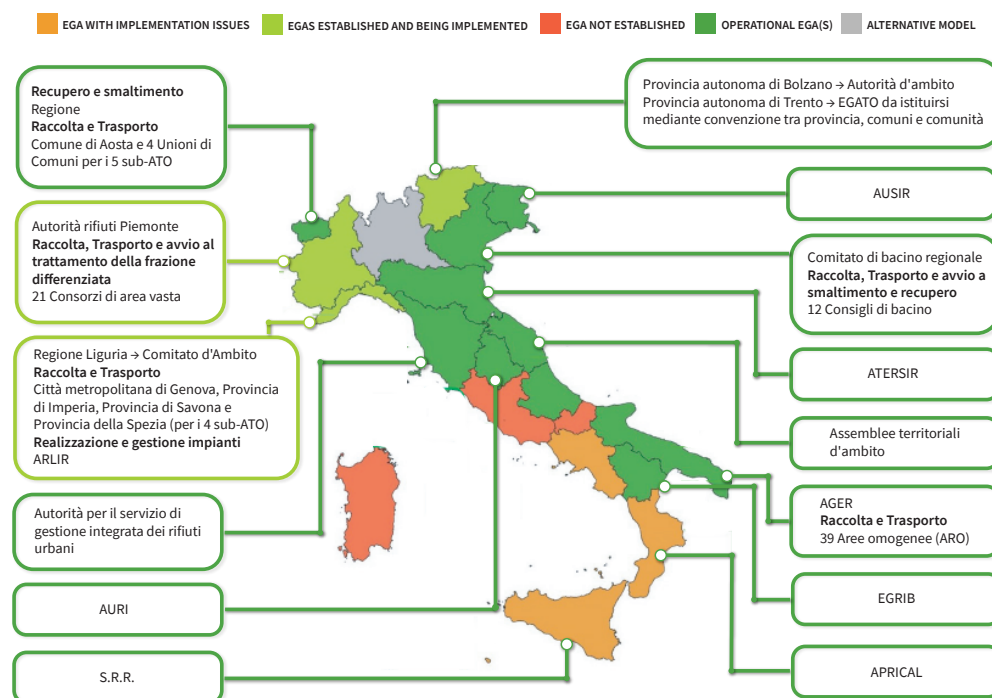 EGA WITH IMPLEMENTATION ISSUES
EGAS ESTABLISHED AND BEING IMPLEMENTED
EGA NOT ESTABLISHED
OPERATIONAL EGA(S)
ALTERNATIVE MODEL
Recupero e smaltimento
Regione
Raccolta e Trasporto
Comune di Aosta e 4 Unioni di
Comuni per i 5 sub-ATO
Autorità rifiuti Piemonte
Raccolta, Trasporto e avvio al
trattamento della frazione
differenziata
21 Consorzi di area vasta
Regione Liguria → Comitato d'Ambito
Raccolta e Trasporto
Città metropolitana di Genova, Provincia
di Imperia, Provincia di Savona e
Provincia della Spezia (per i 4 sub-ATO)
Realizzazione e gestione impianti
ARLIR
Autorità per il servizio di
gestione integrata dei rifiuti
urbani
AURI
S.R.R.
Provincia autonoma di Bolzano → Autorità d'ambito
Provincia autonoma di Trento → EGATO da istituirsi
mediante convenzione tra provincia, comuni e comunità
AUSIR
Comitato di bacino regionale
Raccolta, Trasporto e avvio a
smaltimento e recupero
12 Consigli di bacino
ATERSIR
Assemblee territoriali
d'ambito
AGER
Raccolta e Trasporto
39 Aree omogenee (ARO)
EGRIB
APRICAL